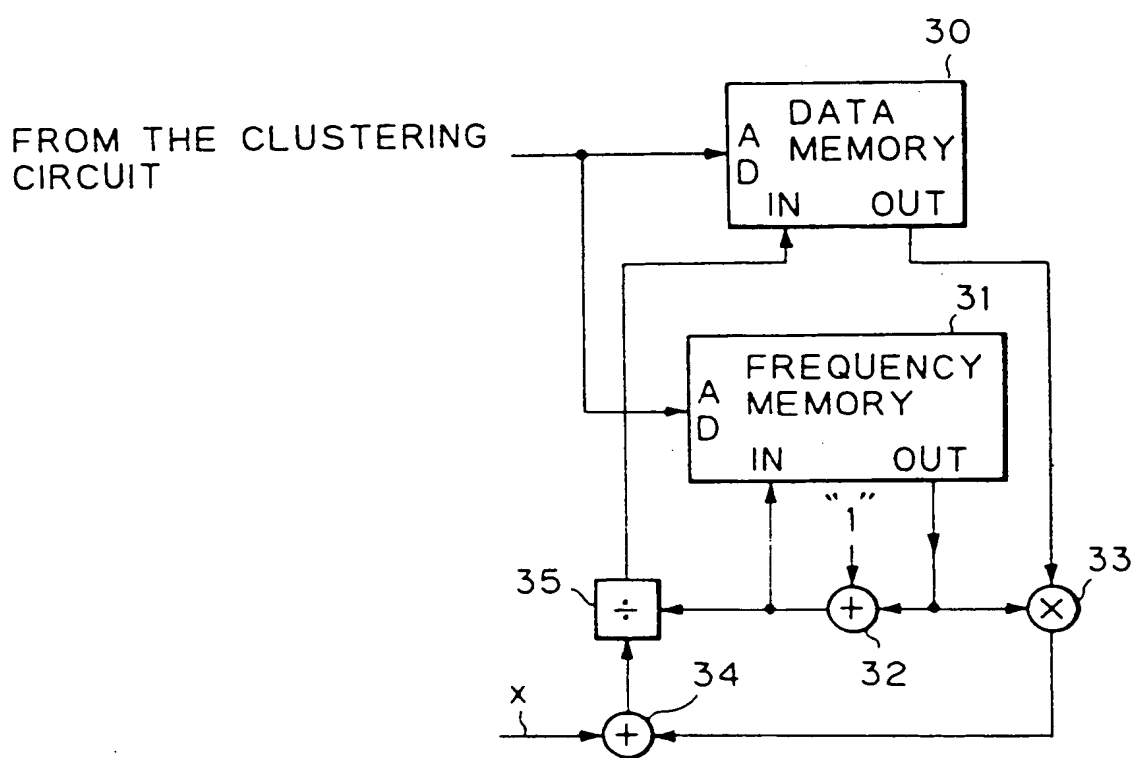 30
FROM THE CLUSTERING
CIRCUIT
A
D
DATA
MEMORY
IN OUT
31
A
D
FREQUENCY
MEMORY
IN OUT
"1"
35
÷
+
32
×
33
x
+
34